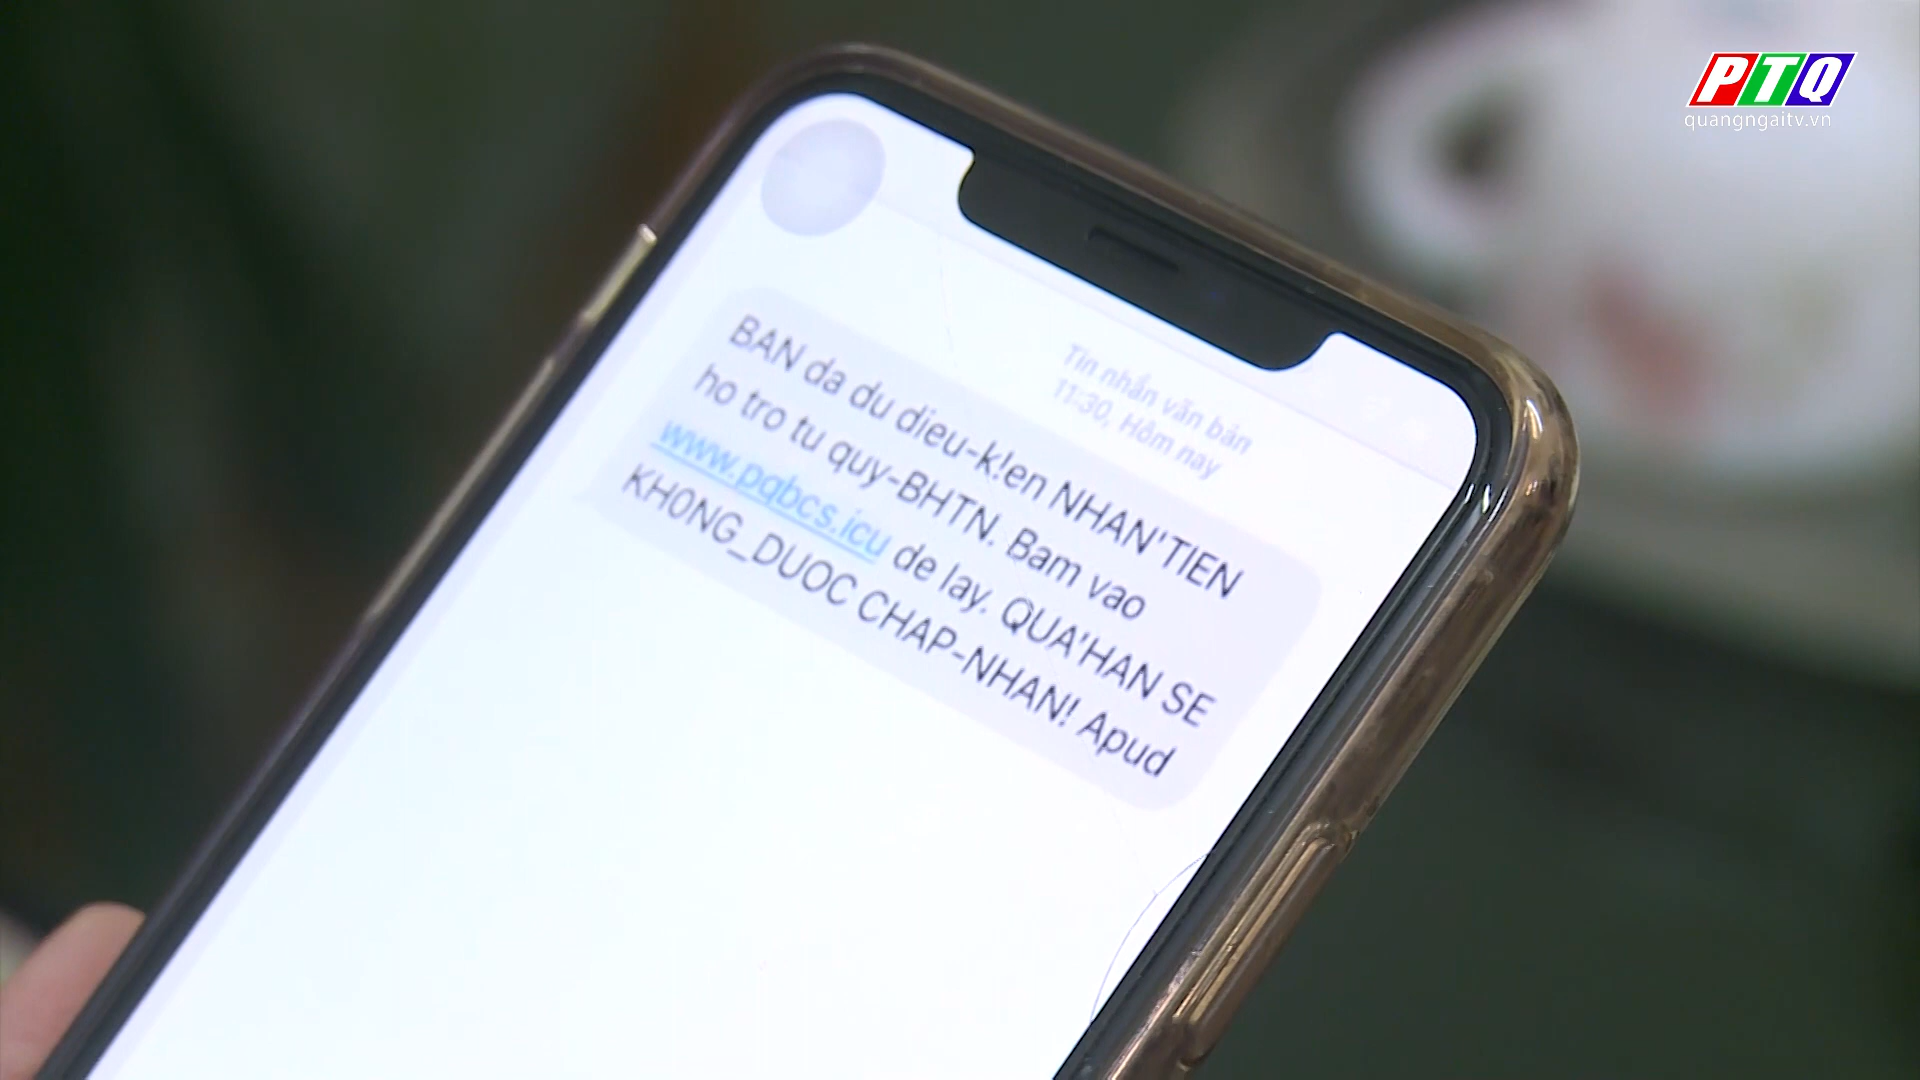 PTQ
quangngaitv.vn
Tin nhắn văn bản
11:30, Hôm nay
BAN da du dieu-k!en NHAN'TIEN
ho tro tu quy-BHTN. Bam vao
www.pqbcs.icu de lay. QUA'HAN SE
KH0NG_DUOC CHAP-NHAN! Apud